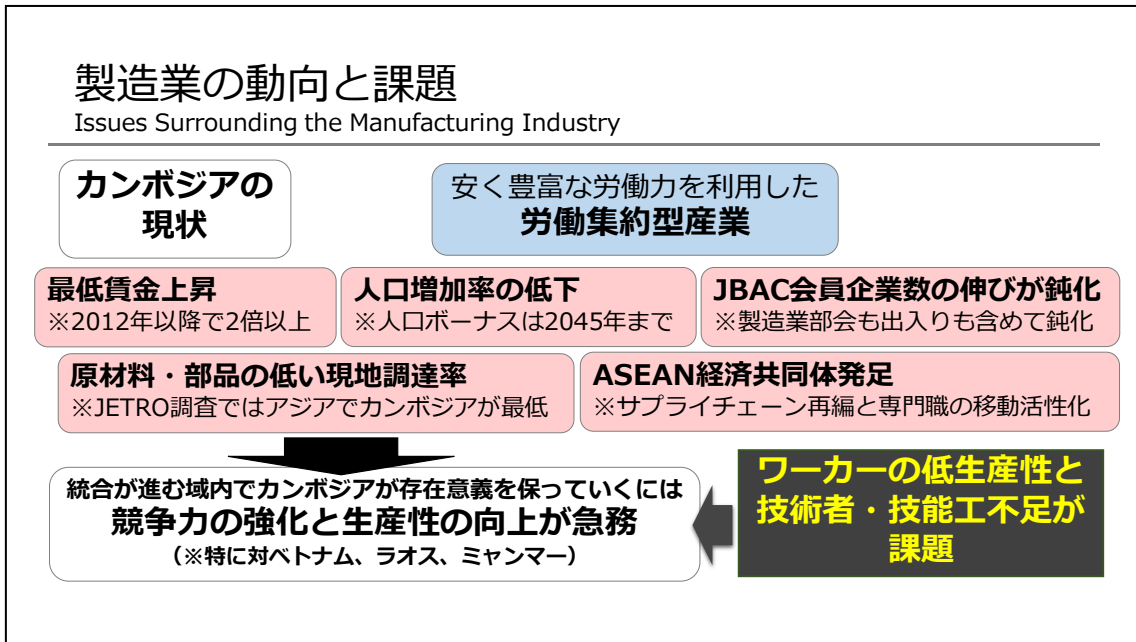 製造業の動向と課題
Issues Surrounding the Manufacturing Industry
カンボジアの
現状
安く豊富な労働力を利用した
労働集約型産業
最低賃金上昇
※2012年以降で2倍以上
人口増加率の低下
※人口ボーナスは2045年まで
JBAC会員企業数の伸びが鈍化
※製造業部会も出入りも含めて鈍化
原材料・部品の低い現地調達率
※JETRO調査ではアジアでカンボジアが最低
ASEAN経済共同体発足
※サプライチェーン再編と専門職の移動活性化
統合が進む域内でカンボジアが存在意義を保っていくには
競争力の強化と生産性の向上が急務
（※特に対ベトナム、ラオス、ミャンマー）
ワーカーの低生産性と
技術者・技能工不足が
課題